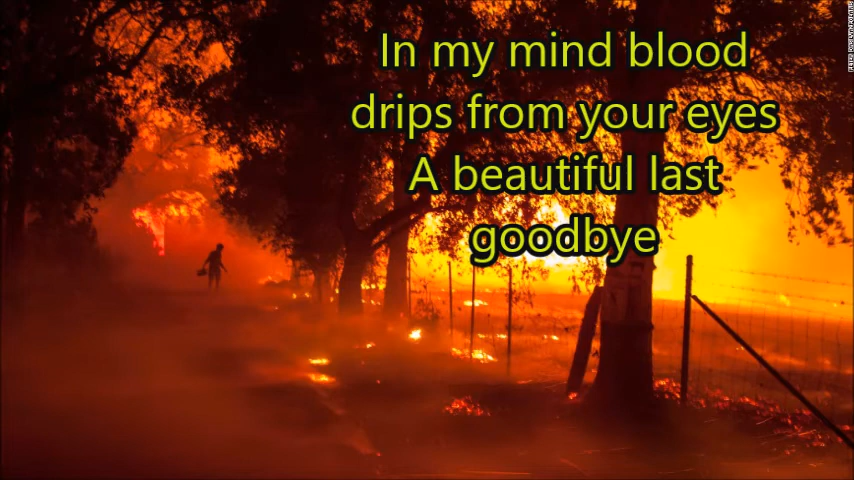 In my mind blood
drips from your eyes
A beautiful last
goodbye